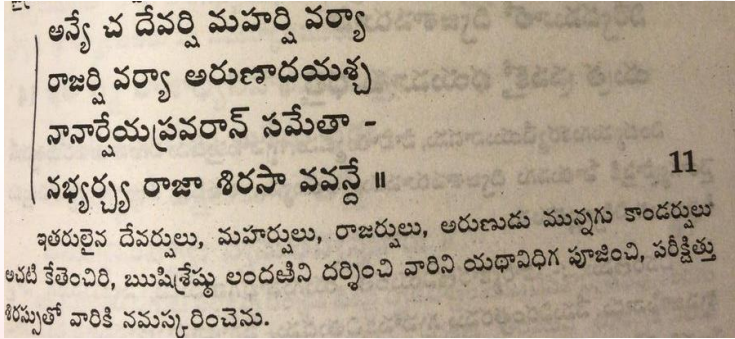 అన్యే చ దేవర్షి మహర్షి వర్యా
రాజర్షి వర్యా అరుణాదయశ్చ
నానార్షేయప్రవరాన్ సమేతా -
నభ్యర్చ్య రాజా శిరసా వవన్దే ॥ 11
ఇతరులైన దేవర్షులు, మహర్షులు, రాజర్షులు, అరుణుడు మున్నగు కాండర్షులు
అచటి కేతెంచిరి, ఋషిశ్రేష్ఠు లందఱిని దర్శించి వారిని యథావిధిగ పూజించి, పరీక్షిత్తు
శిరస్సుతో వారికి నమస్కరించెను.